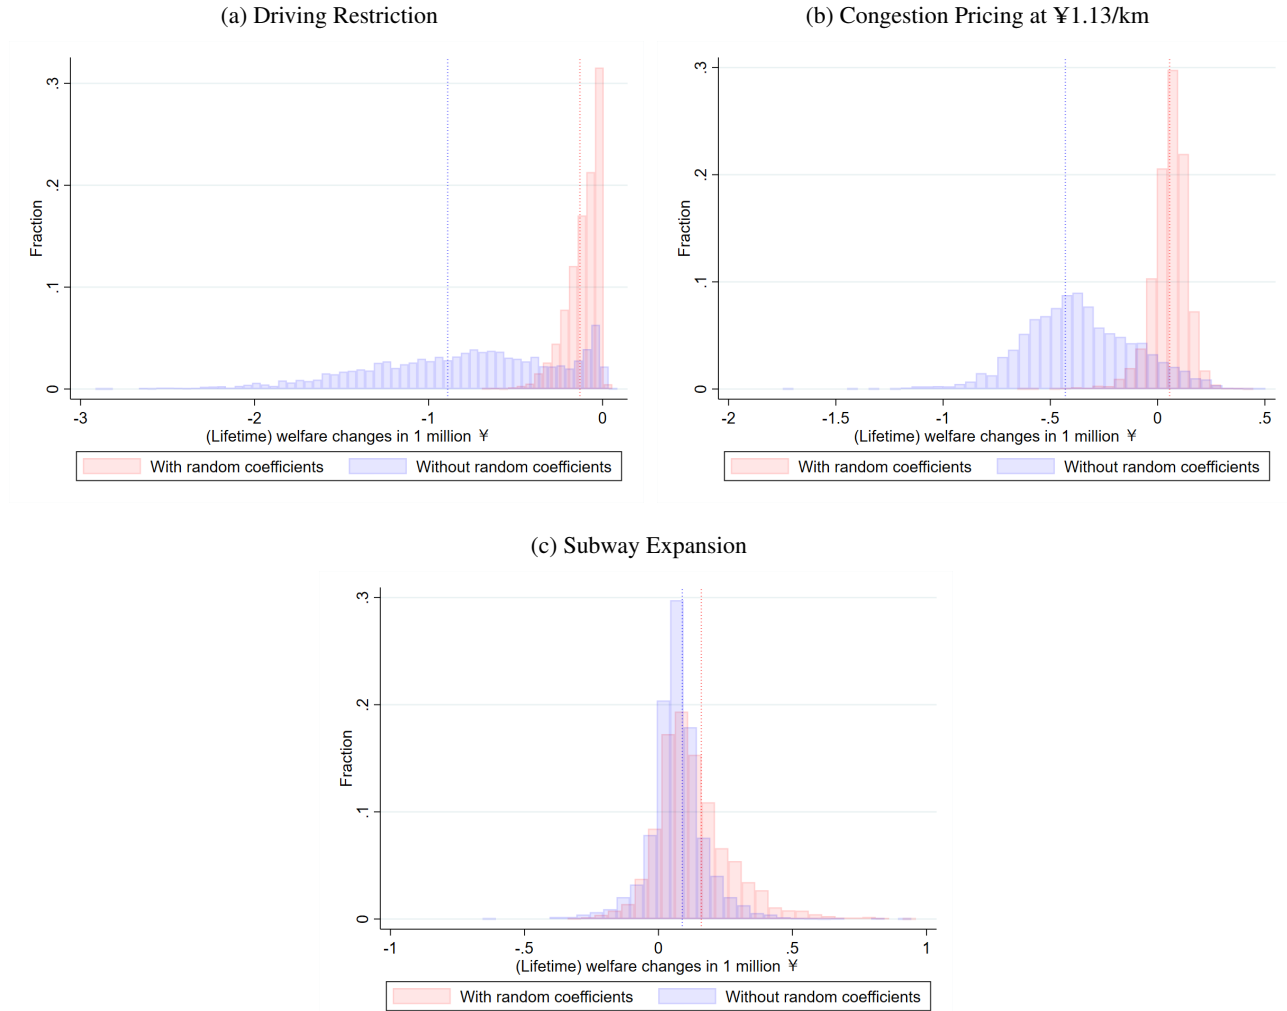 (a) Driving Restriction
.3
.2
.1
0
Fraction
-3
-2
-1
0
(Lifetime) welfare changes in 1 million ¥
With random coefficients
Without random coefficients
(b) Congestion Pricing at ¥1.13/km
.3
.2
.1
0
Fraction
-2
-1.5
-1
-.5
0
.5
(Lifetime) welfare changes in 1 million ¥
With random coefficients
Without random coefficients
(c) Subway Expansion
.3
.2
.1
0
Fraction
-1
-.5
0
.5
1
(Lifetime) welfare changes in 1 million ¥
With random coefficients
Without random coefficients